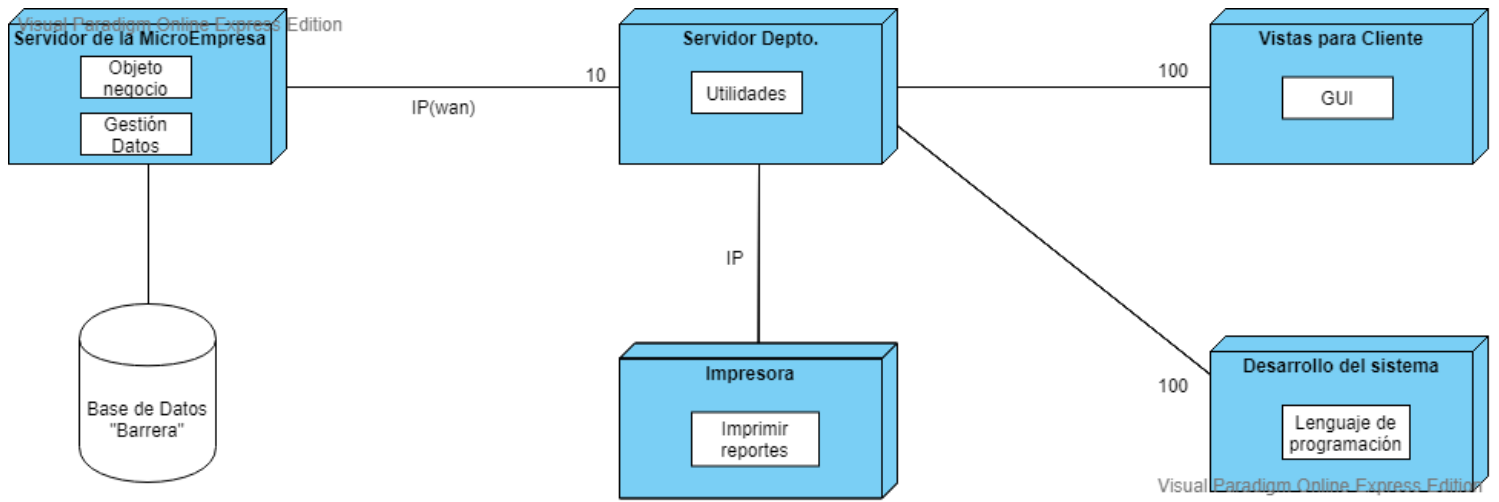 Visual Paradigm Online Express Edition
Servidor de la MicroEmpresa
Objeto
negocio
Gestión
Datos
IP(wan)
10
Servidor Depto.
Utilidades
100
Vistas para Cliente
GUI
IP
Base de Datos
"Barrera"
Impresora
Imprimir
reportes
100
Desarrollo del sistema
Lenguaje de
programación
Visual Paradigm Online Express Edition